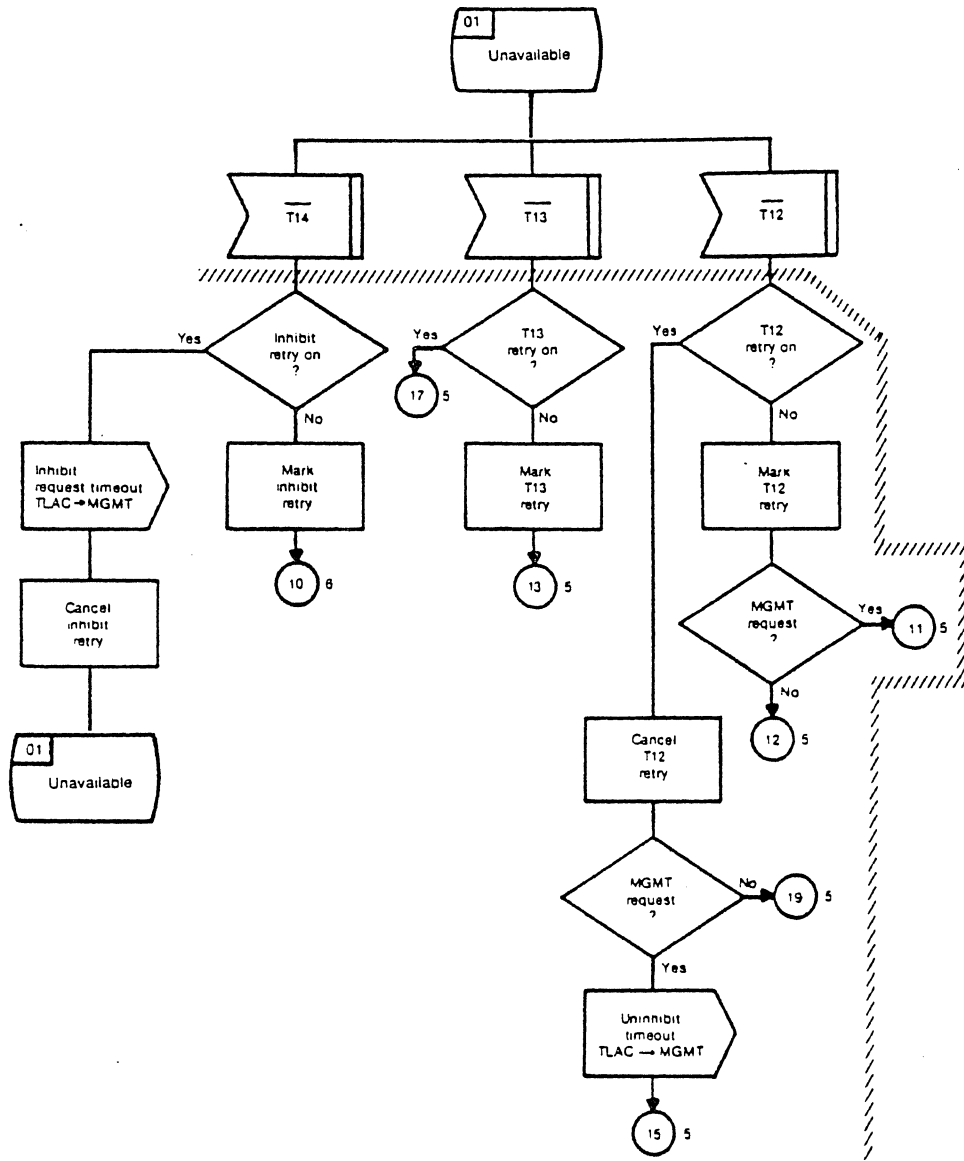 01
Unavailable
T14
T13
T12
Yes
Inhibit
retry on
?
No
Yes
T13
retry on
?
No
17 5
Yes
T12
retry on
?
No
Inhibit
request timeout
TLAC → MGMT
Mark
inhibit
retry
Mark
T13
retry
Mark
T12
retry
10 6
13 5
Cancel
inhibit
retry
MGMT
request
?
Yes
11 5
No
12 5
01
Unavailable
Cancel
T12
retry
MGMT
request
?
No
19 5
Yes
Uninhibit
timeout
TLAC → MGMT
15 5